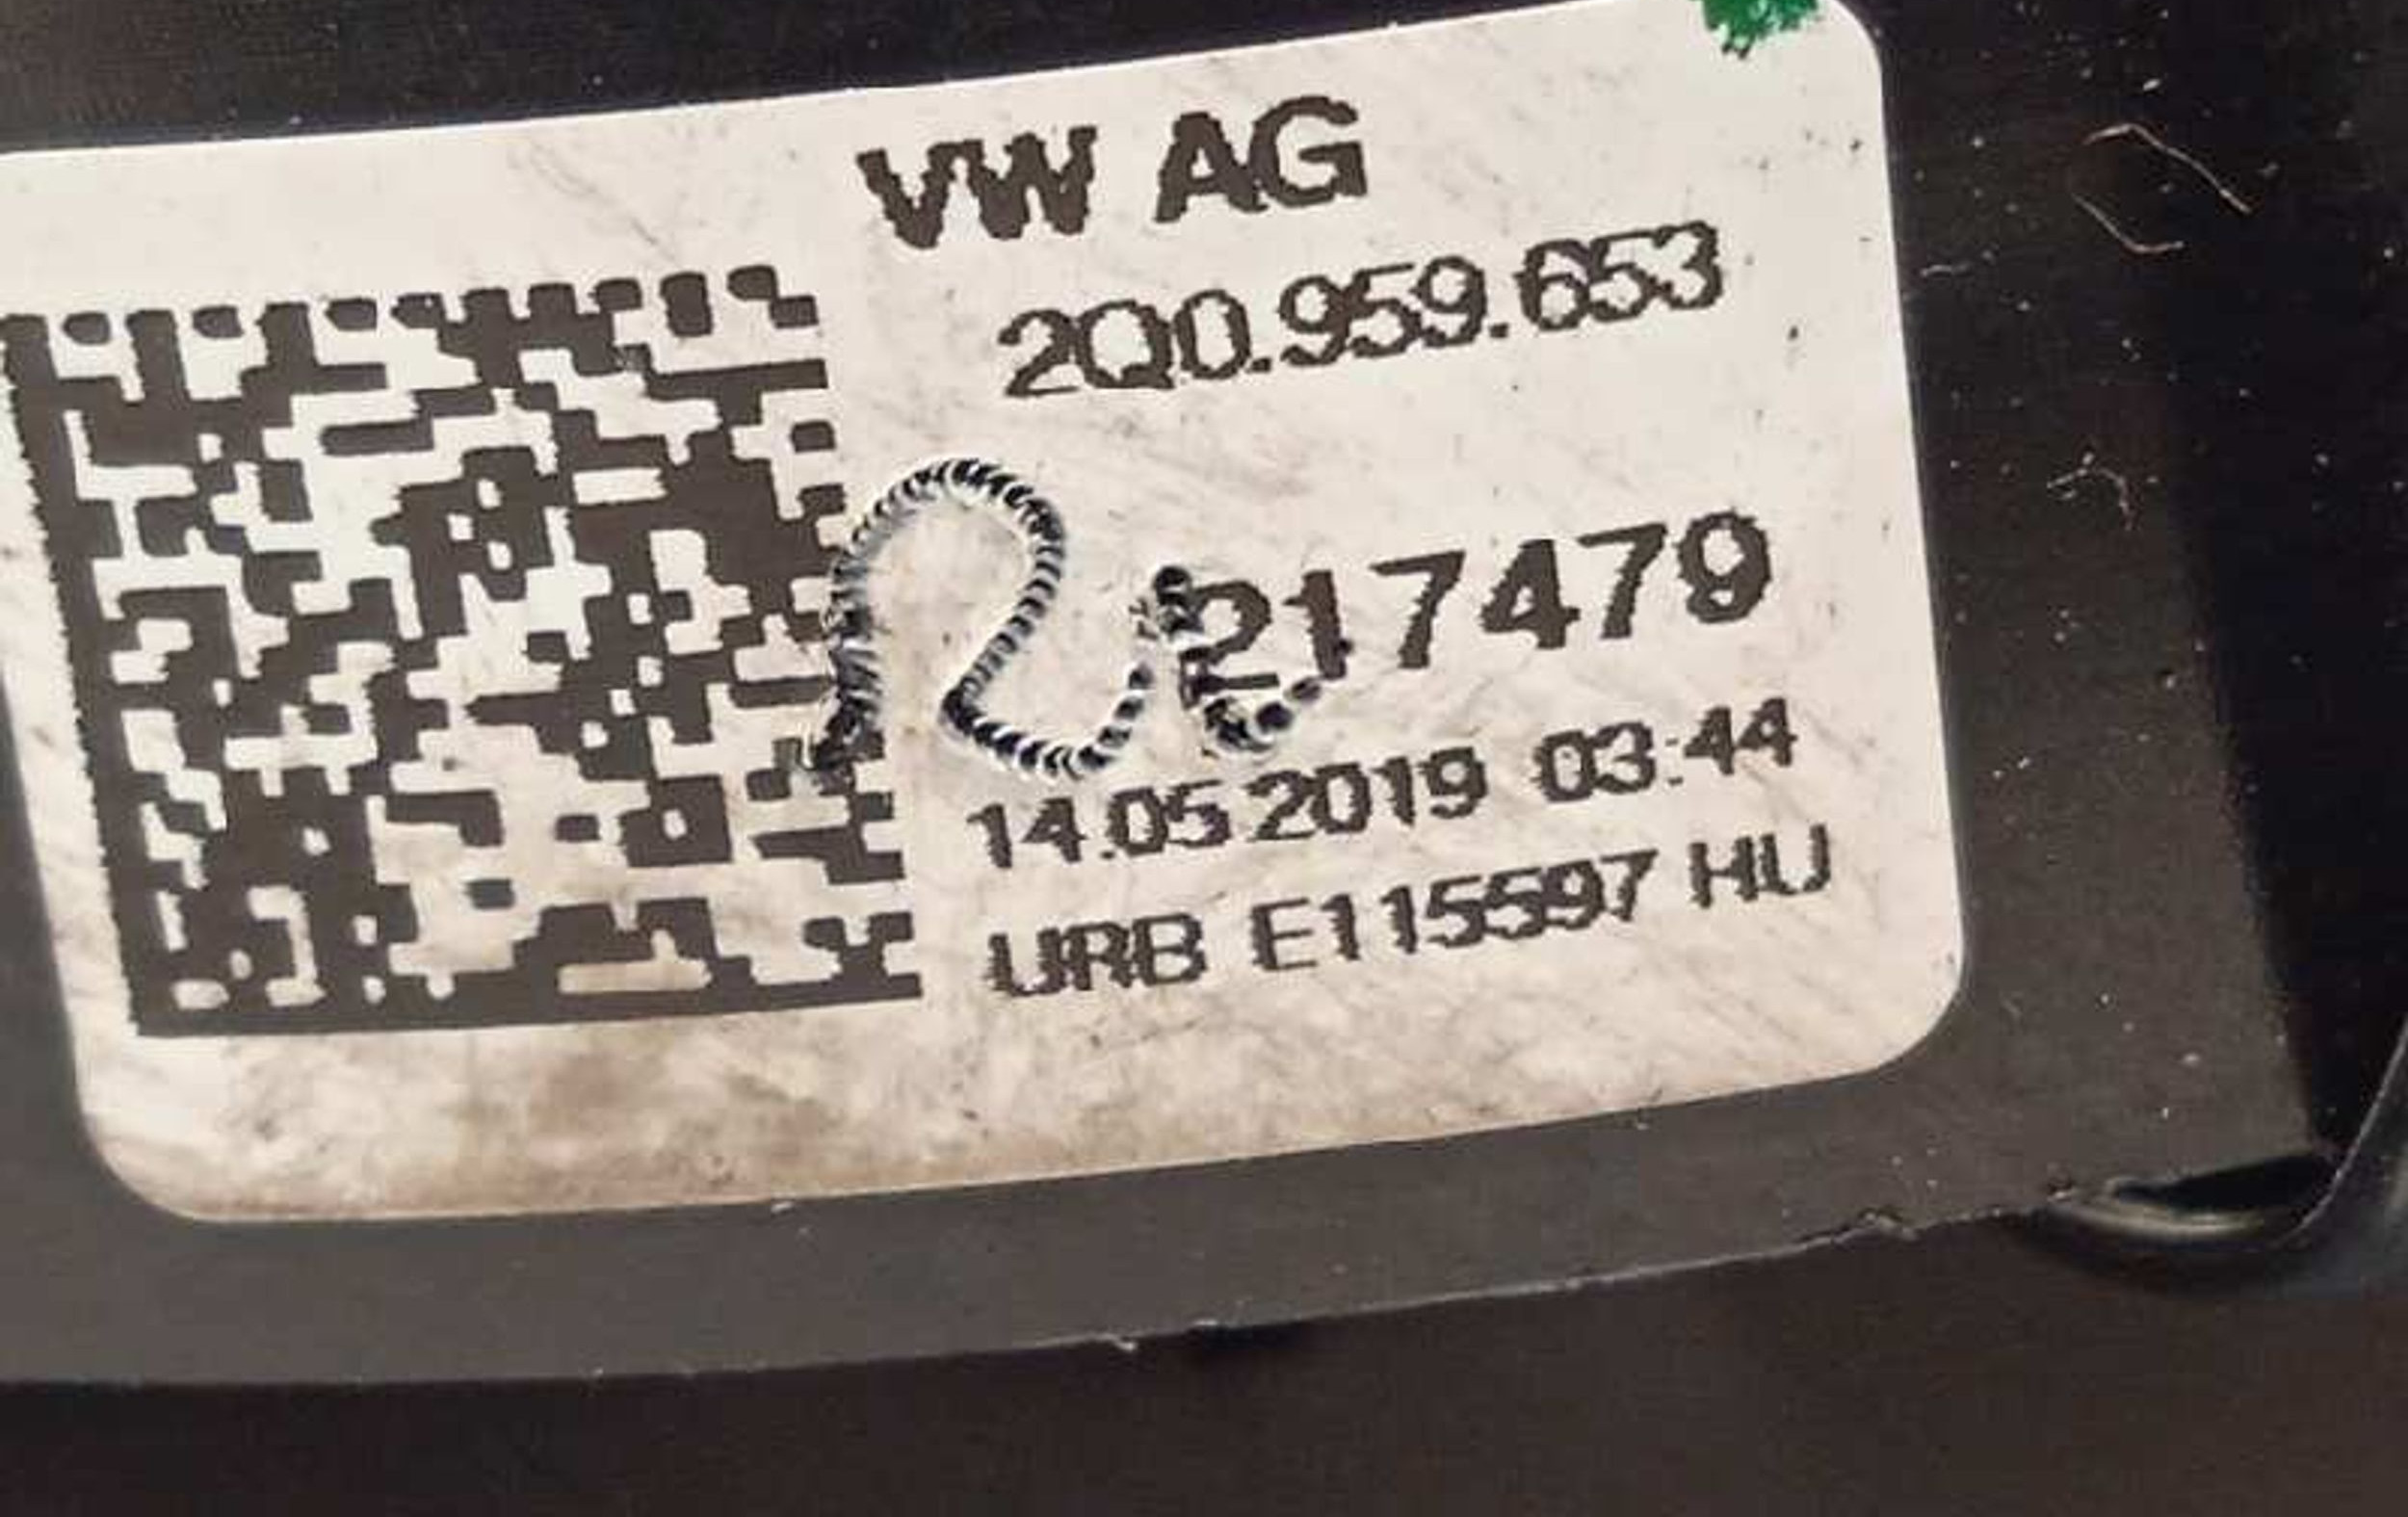 VW AG
2Q0.959.653
217479
14.05.2019 03:44
URB E115597 HU